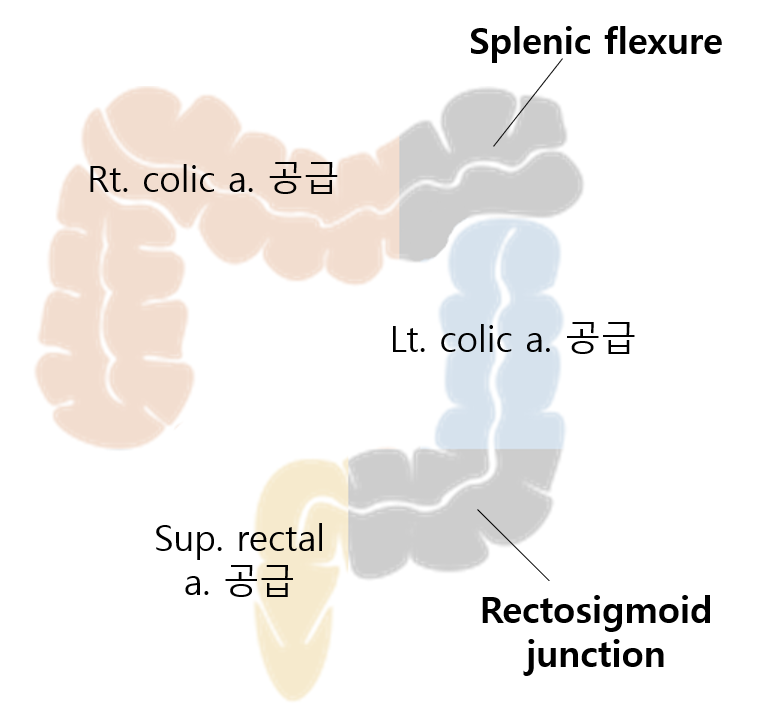 Splenic flexure
Rt. colic a. 공급
Lt. colic a. 공급
Sup. rectal
a. 공급
Rectosigmoid
junction